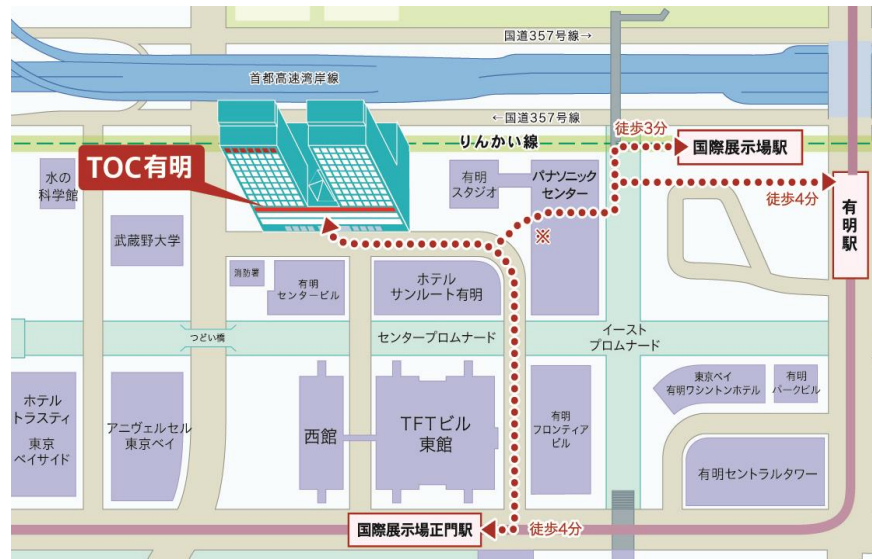 国道357号線→
首都高速湾岸線
←国道357号線
りんかい線
徒歩3分
国際展示場駅
TOC有明
水の
科学館
有明
スタジオ
パナソニック
センター
徒歩4分
有明駅
※
武蔵野大学
消防署
有明
センタービル
ホテル
サンルート有明
つどい橋
センタープロムナード
イースト
プロムナード
ホテル
トラスティ
東京
ベイサイド
アニヴェルセル
東京ベイ
西館
TFTビル
東館
有明
フロンティア
ビル
東京ベイ
有明ワシントンホテル
有明
パークビル
有明セントラルタワー
国際展示場正門駅
徒歩4分